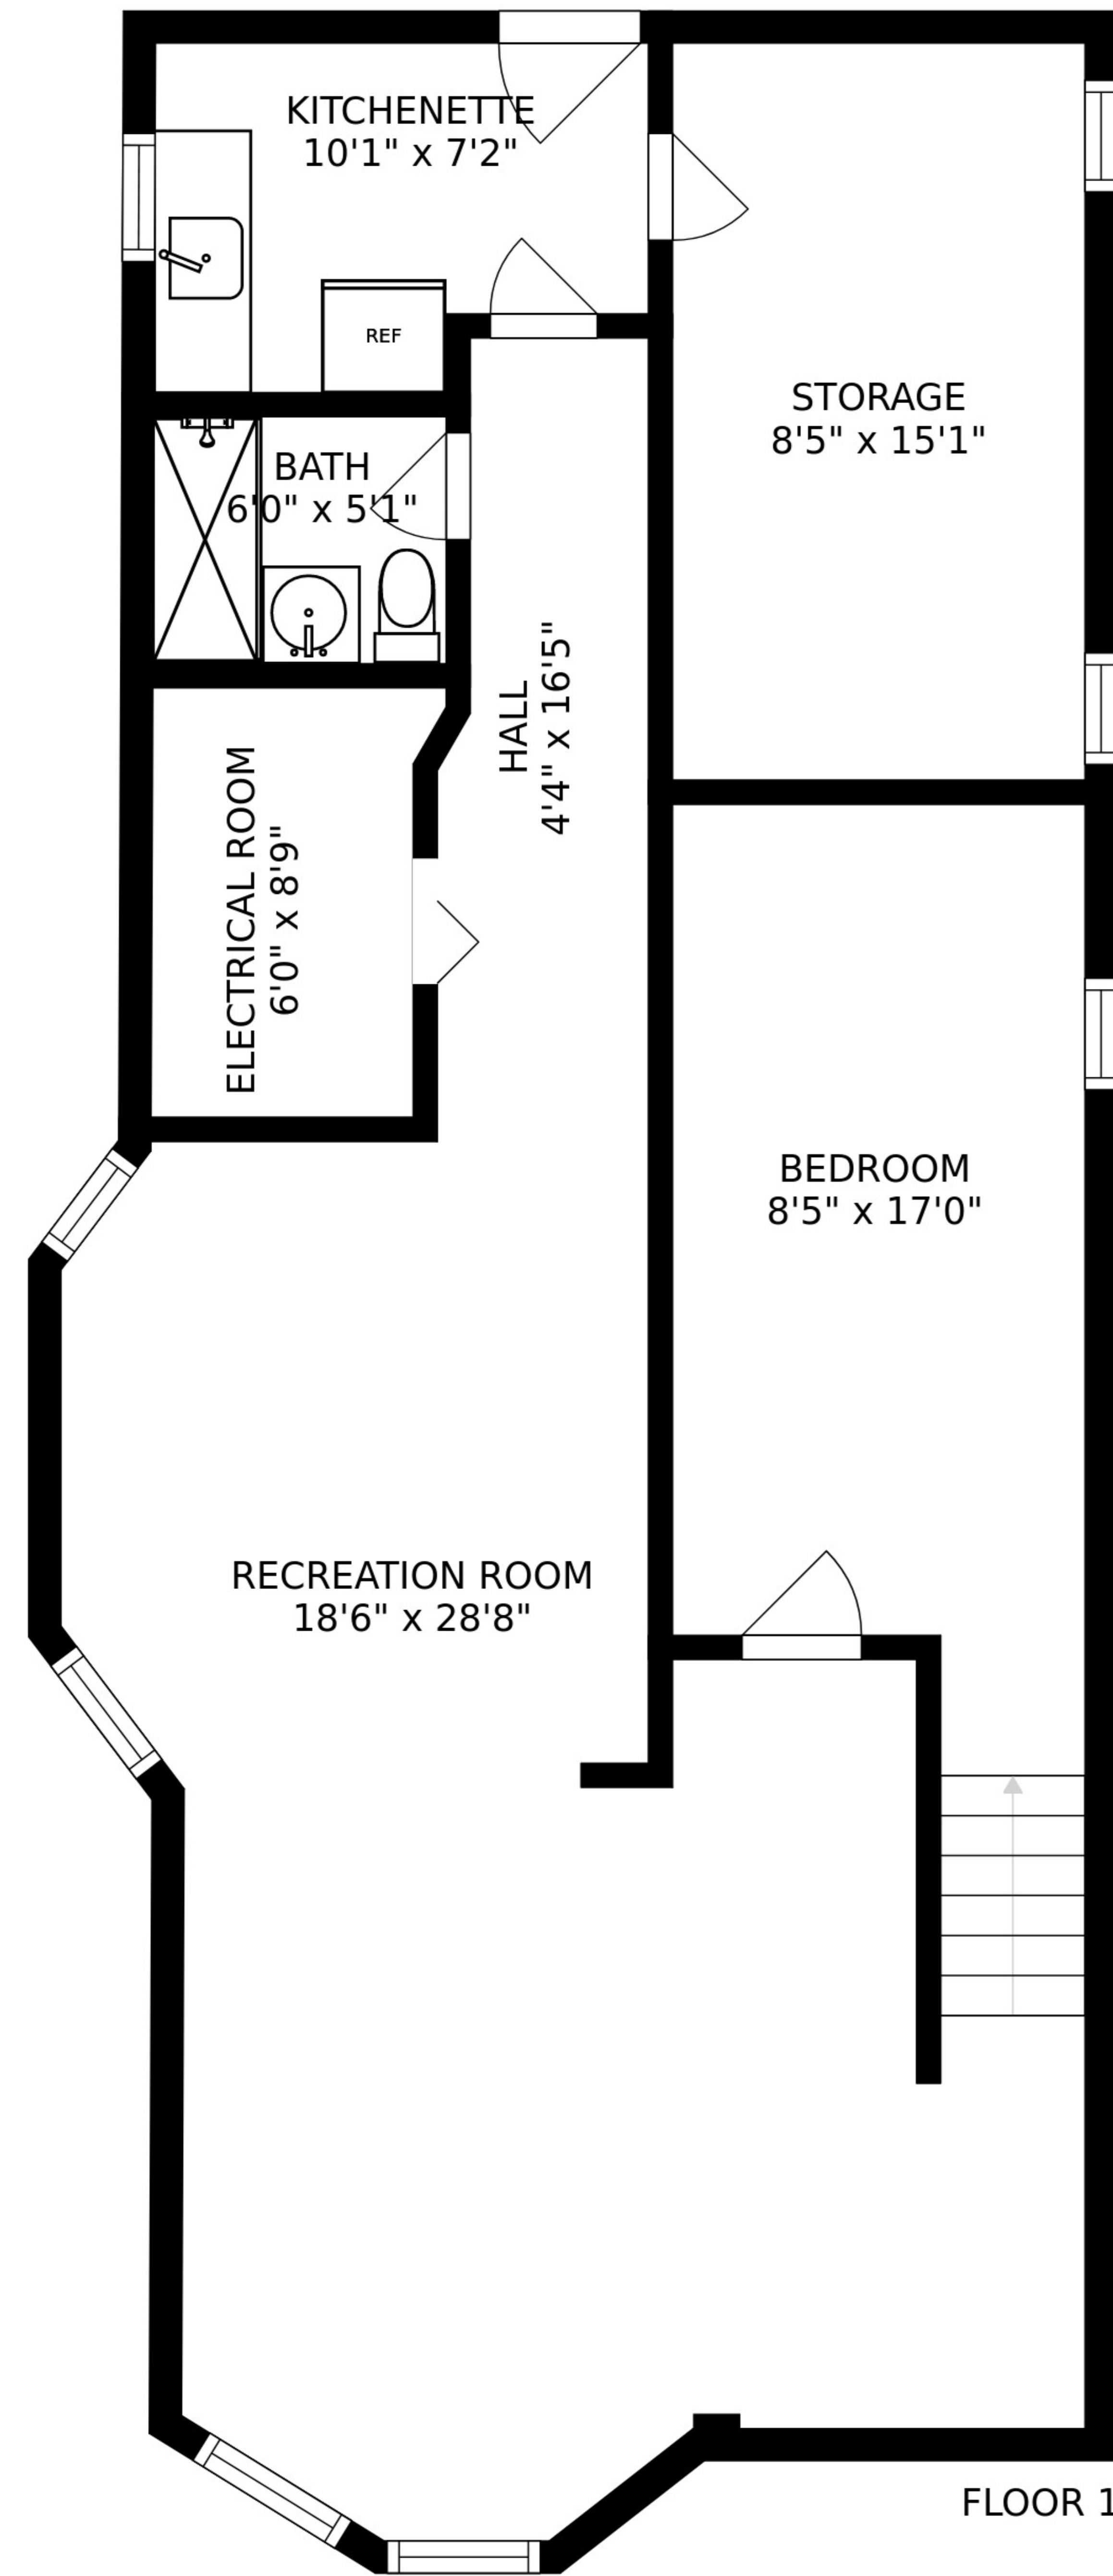 KITCHENETTE
10'1" x 7'2"
REF
STORAGE
8'5" x 15'1"
BATH
6'0" x 5'1"
HALL
4'4" x 16'5"
ELECTRICAL ROOM
6'0" x 8'9"
BEDROOM
8'5" x 17'0"
RECREATION ROOM
18'6" x 28'8"
FLOOR 1